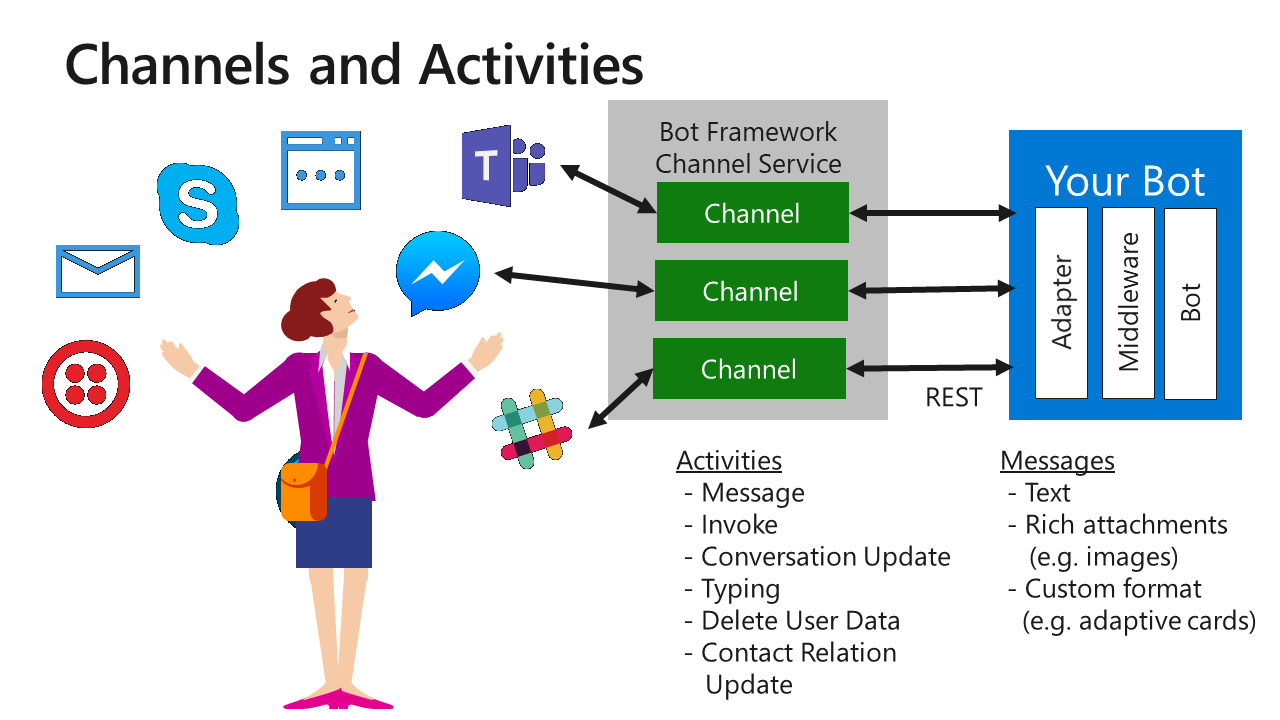 Channels and Activities
S
T
Bot Framework
Channel Service
Channel
Channel
Channel
REST
Your Bot
Adapter
Middleware
Bot
Activities
- Message
- Invoke
- Conversation Update
- Typing
- Delete User Data
- Contact Relation
Update
Messages
- Text
- Rich attachments
(e.g. images)
- Custom format
(e.g. adaptive cards)